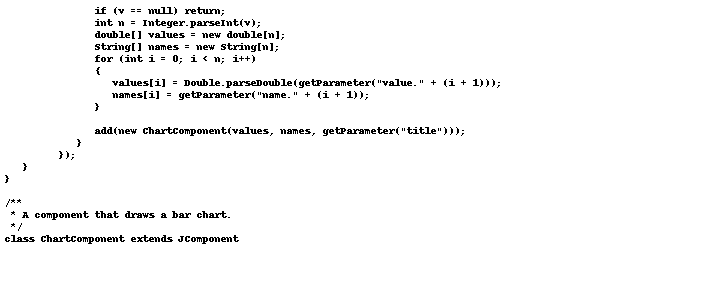 if (v == null) return;
int n = Integer.parseInt(v);
double[] values = new double[n];
String[] names = new String[n];
for (int i = 0; i < n; i++)
{
values[i] = Double.parseDouble(getParameter("value." + (i + 1)));
names[i] = getParameter("name." + (i + 1));
}
add(new ChartComponent(values, names, getParameter("title")));
}
});
}
}
/**
* A component that draws a bar chart.
*/
class ChartComponent extends JComponent